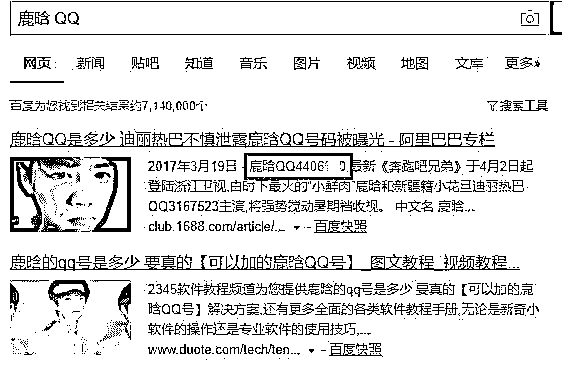 鹿晗 QQ
网页 新闻 贴吧 知道 音乐 图片 视频 地图 文库 更多»
百度为您找到相关结果约7,140,000个 搜索工具
鹿晗QQ是多少 迪丽热巴不慎泄露鹿晗QQ号码被曝光 - 阿里巴巴专栏
2017年3月19日 - 鹿晗QQ4406 0,最新《奔跑吧兄弟》于4月2日起
登陆浙江卫视,由时下最火的"小鲜肉"鹿晗和新疆籍小花旦迪丽热巴
QQ3167523主演,将强势搅动暑期档收视。 中文名 鹿晗...
club.1688.com/article/... - 百度快照
鹿晗的qq号是多少 要真的【可以加的鹿晗QQ号】_图文教程_视频教程...
2345软件教程频道为您提供鹿晗的qq号是多少 要真的【可以加的鹿
晗QQ号】解决方案,还有更多全面的各类软件教程手册,无论是新奇小
软件的操作还是专业软件的使用技巧,...
www.duote.com/tech/ten... - 百度快照